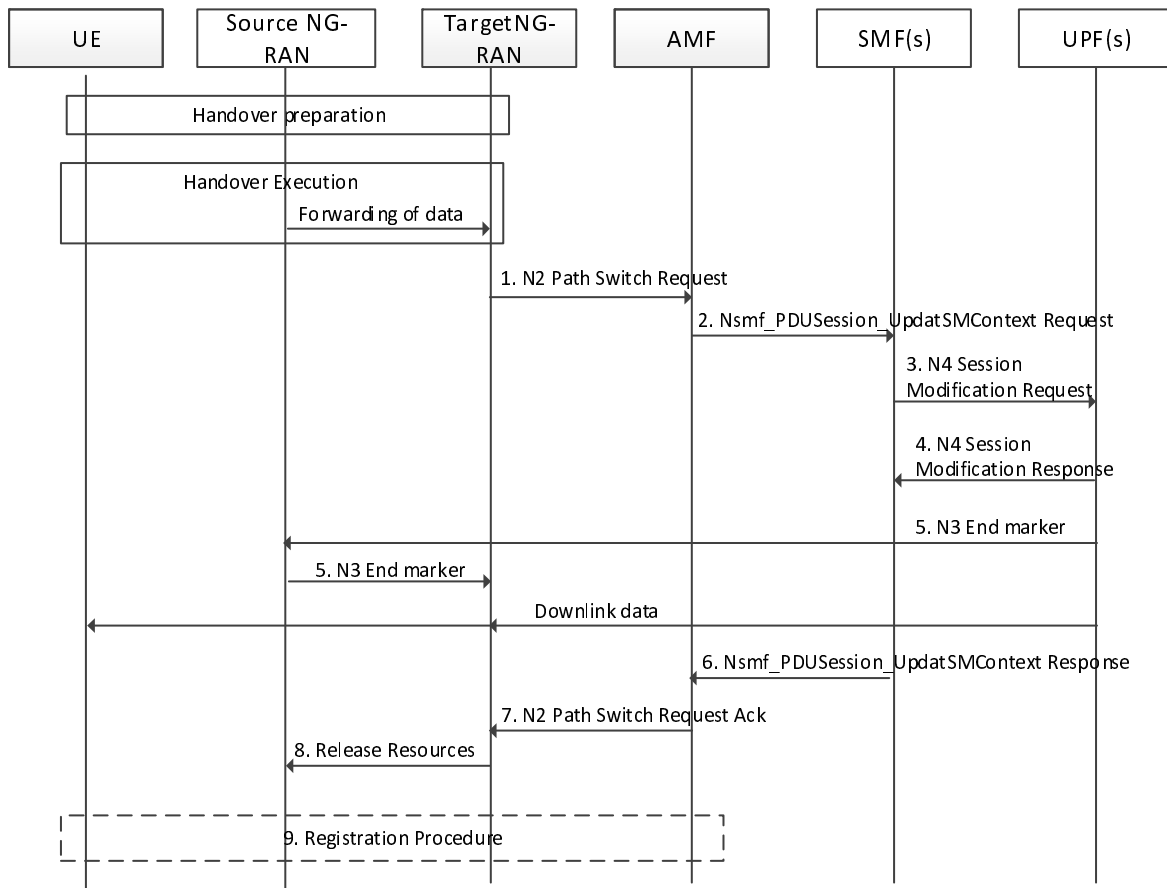 UE
Source NG-
RAN
TargetNG-
RAN
AMF
SMF(s)
UPF(s)
Handover preparation
Handover Execution
Forwarding of data
1. N2 Path Switch Request
2. Nsmf_PDUSession_UpdatSMContext Request
3. N4 Session
Modification Request
4. N4 Session
Modification Response
5. N3 End marker
5. N3 End marker
Downlink data
6. Nsmf_PDUSession_UpdatSMContext Response
7. N2 Path Switch Request Ack
8. Release Resources
9. Registration Procedure